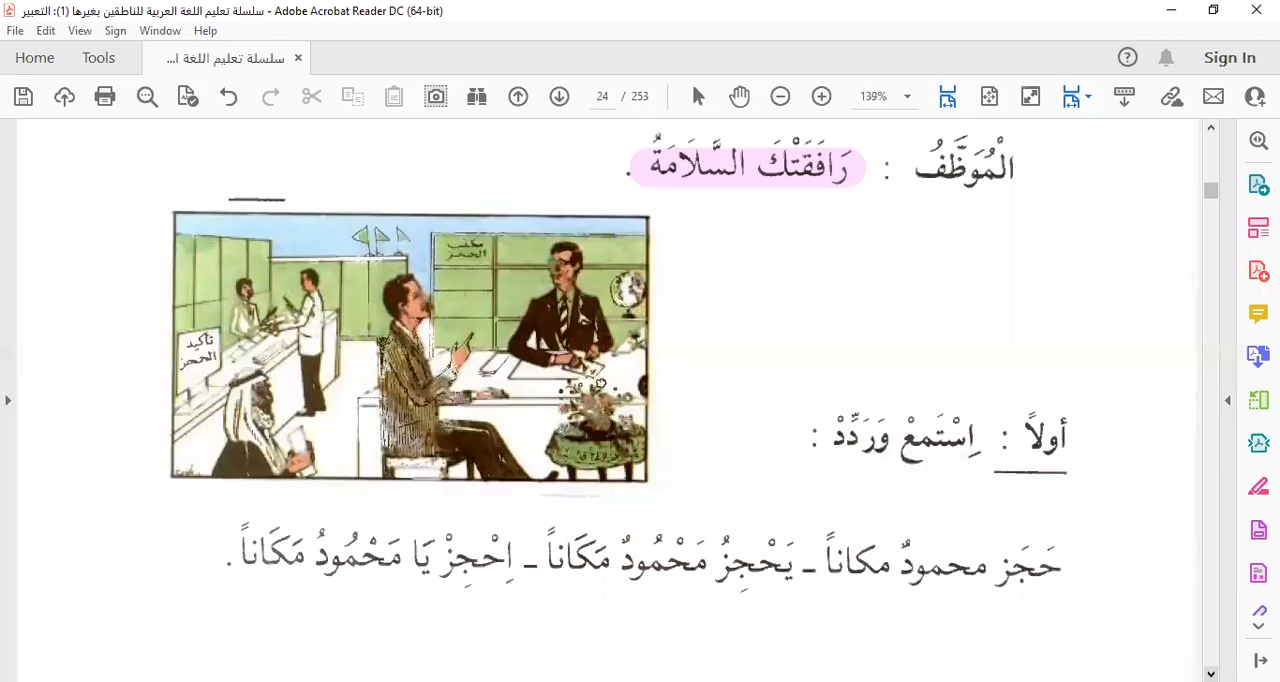 سلسلة تعليم اللغة العربية للناطقين بغيرها (1): التعبير - Adobe Acrobat Reader DC (64-bit)
File Edit View Sign Window Help
Home Tools سلسلة تعليم اللغة ا... × Sign In
24 / 253 139%
الْمُوَظَّفُ : رَافَقَتْكَ السَّلَامَةُ .
مكتب
الحجز
تأكيد
الحجز
أولاً : اِسْتَمعْ وَرَدِّدْ :
حَجَز محمودٌ مكاناً ـ يَحْجِزُ مَحْمُودٌ مَكَاناً ـ اِحْجِزْ يَا مَحْمُودُ مَكَاناً .